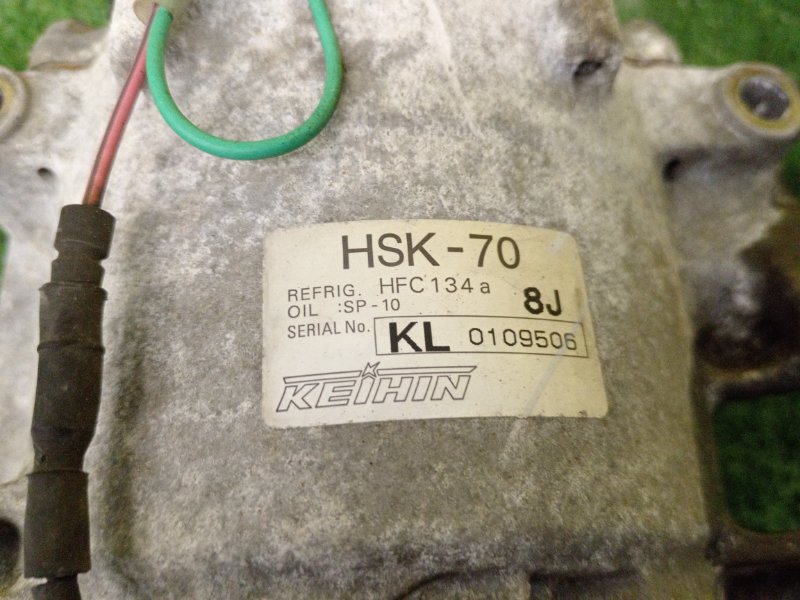 HSK-70
REFRIG. HFC134a
OIL :SP-10 8J
SERIAL No. KL 0109506
KEIHIN